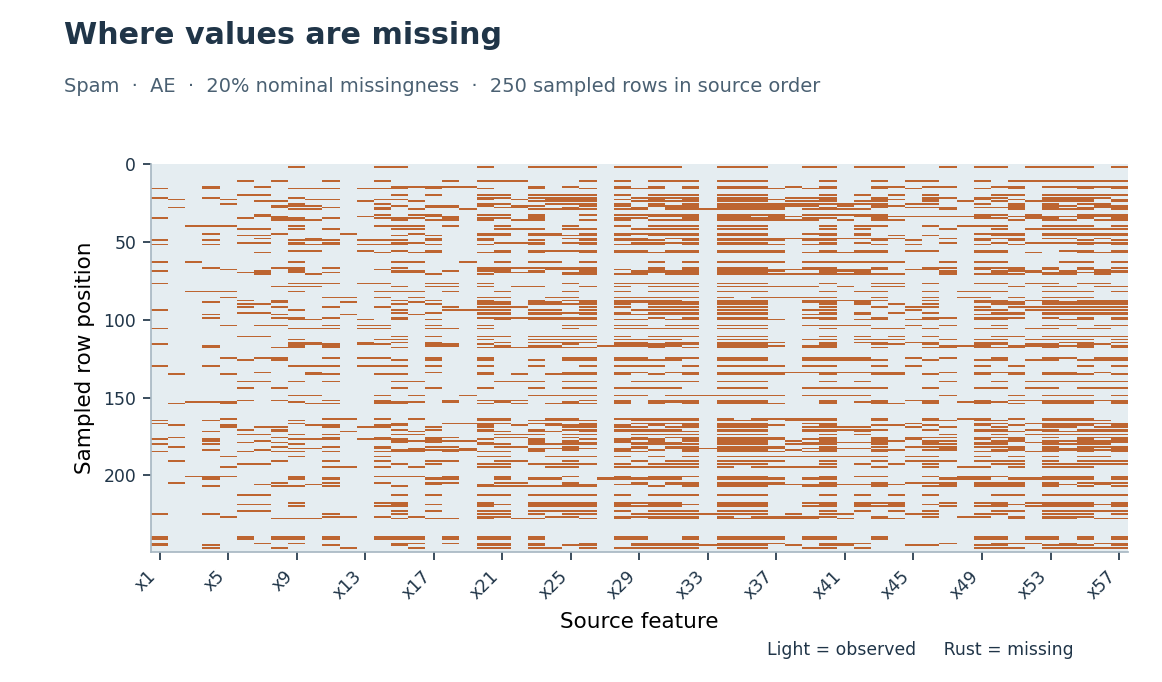 Where values are missing
Spam · AE · 20% nominal missingness · 250 sampled rows in source order
0
50
100
150
200
Sampled row position
x1 x5 x9 x13 x17 x21 x25 x29 x33 x37 x41 x45 x49 x53 x57
Source feature
Light = observed Rust = missing